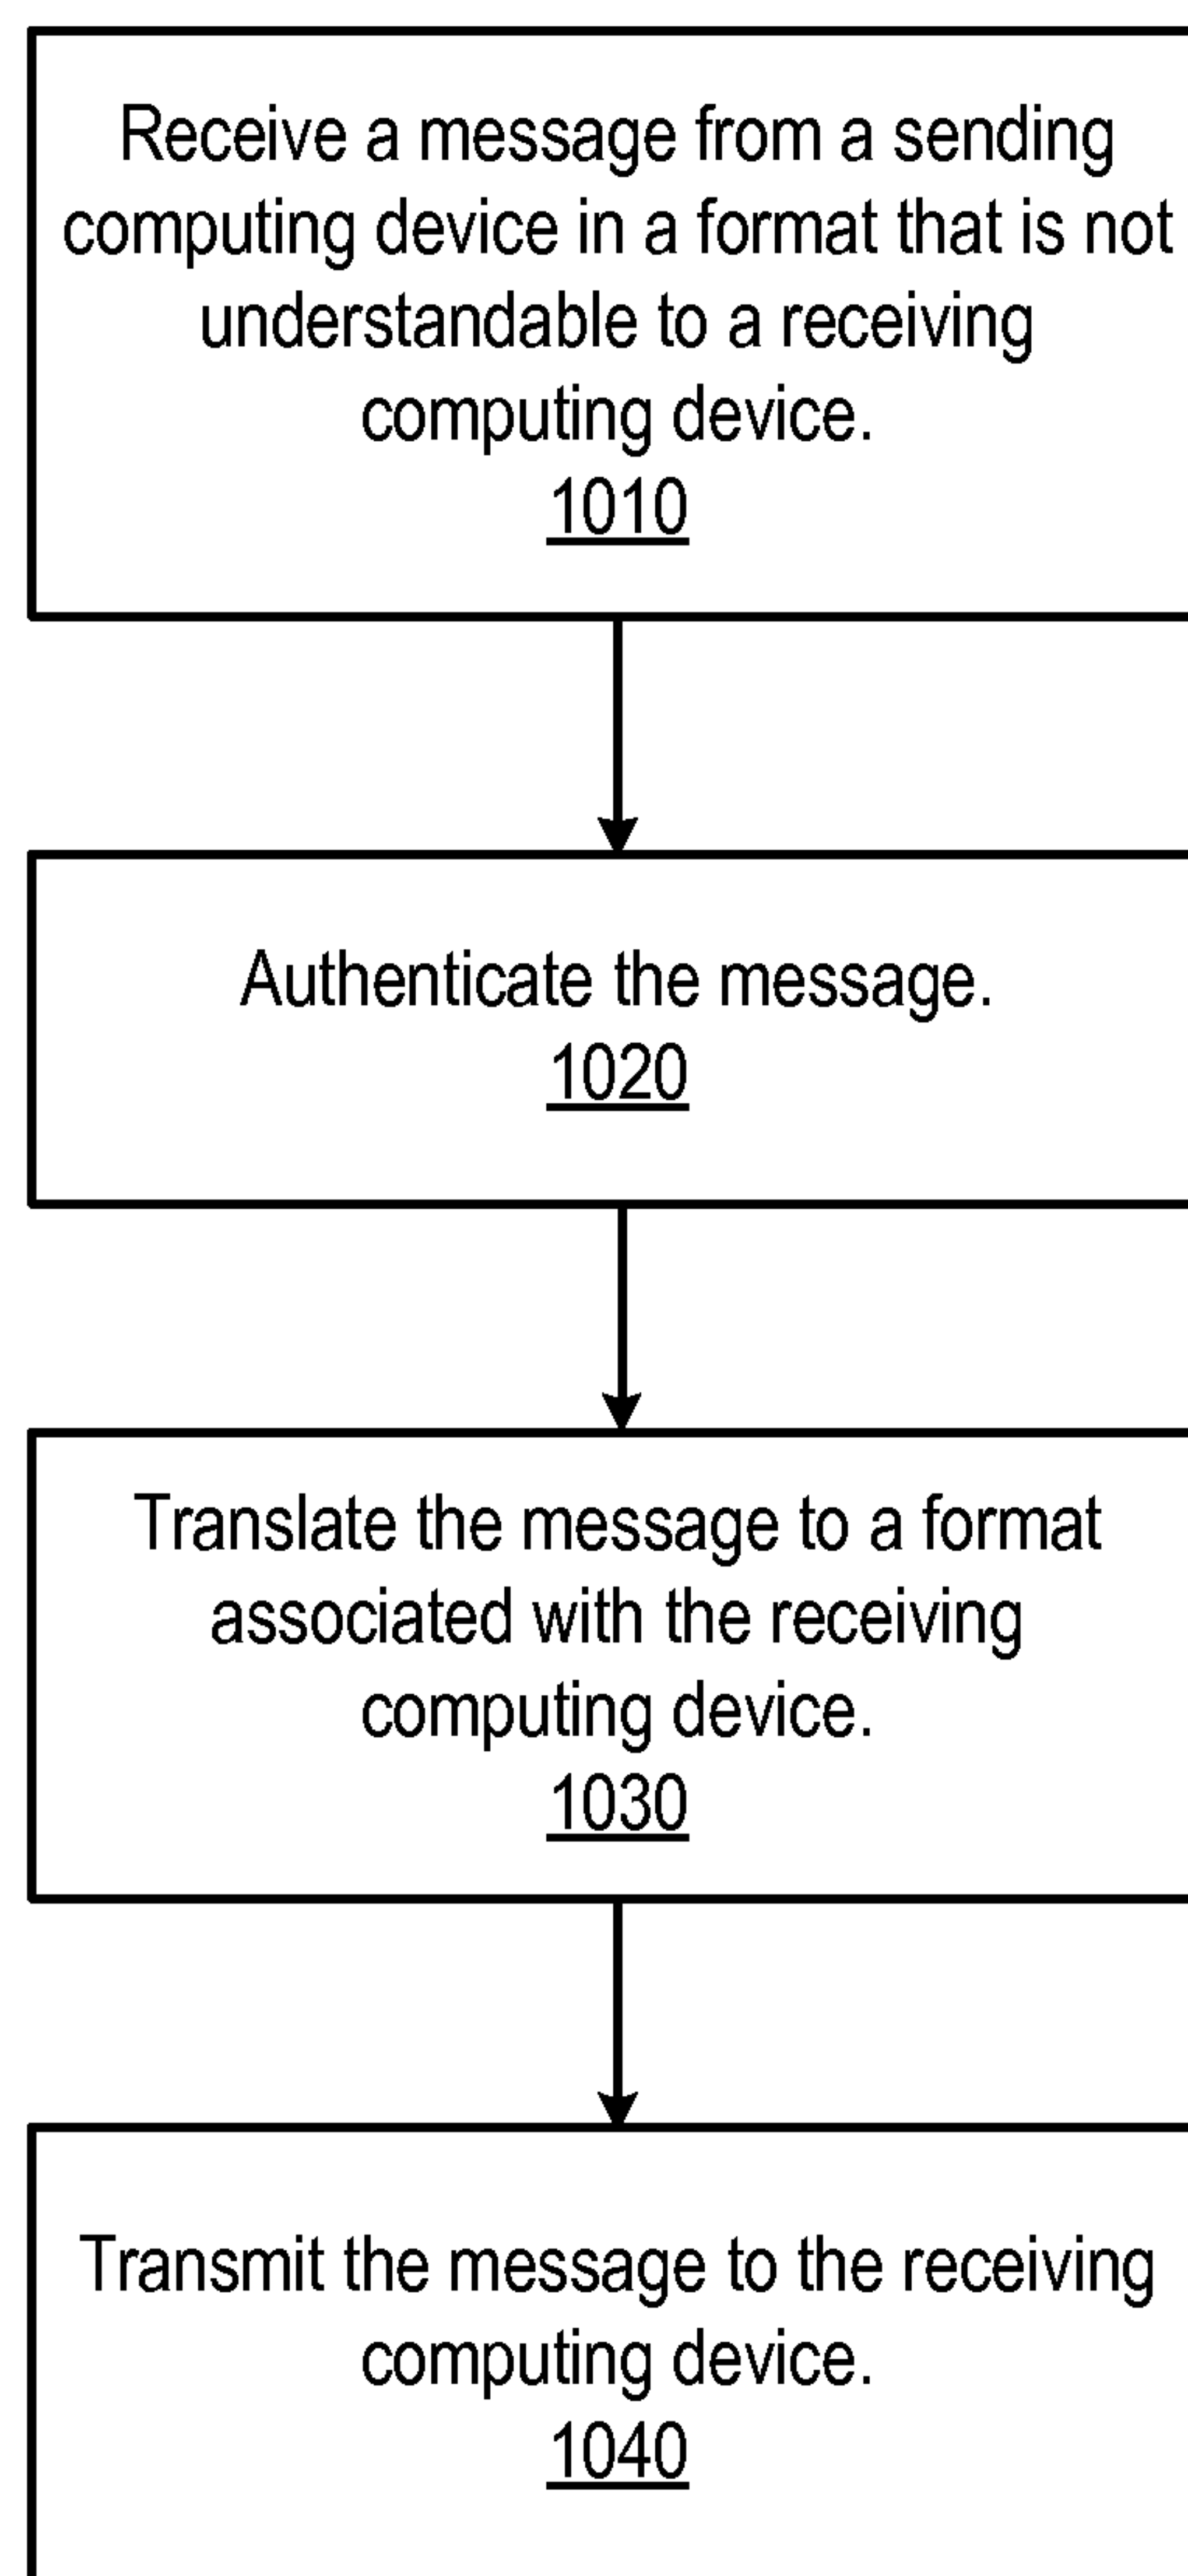 Receive a message from a sending
computing device in a format that is not
understandable to a receiving
computing device.
1010
Authenticate the message.
1020
Translate the message to a format
associated with the receiving
computing device.
1030
Transmit the message to the receiving
computing device.
1040